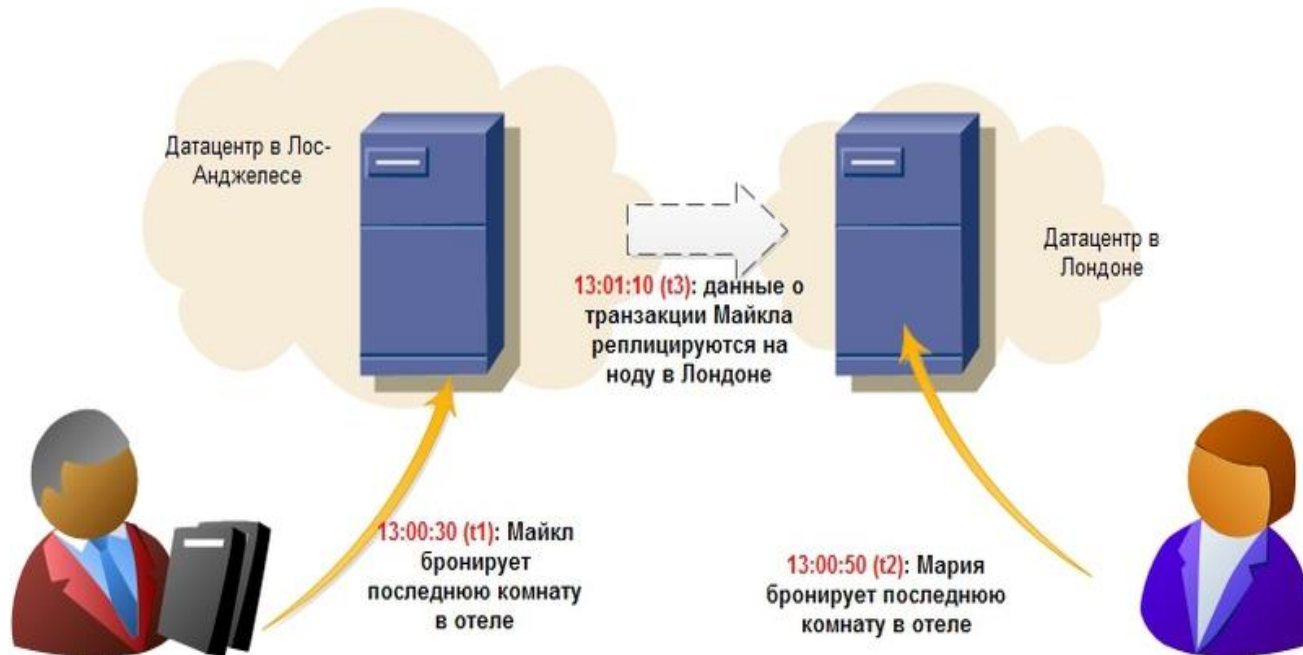 Датацентр в Лос-
Анджелесе
Датацентр в
Лондоне
13:01:10 (t3): данные о
транзакции Майкла
реплицируются на
ноду в Лондоне
13:00:30 (t1): Майкл
бронирует
последнюю комнату
в отеле
13:00:50 (t2): Мария
бронирует последнюю
комнату в отеле